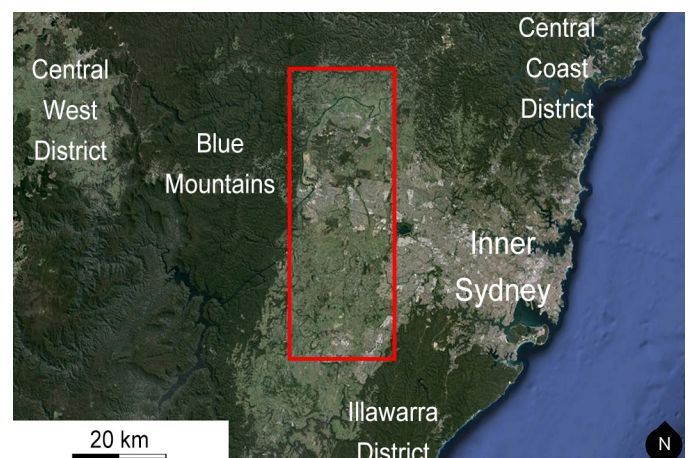 Central
Coast
District
Central
West
District
Blue
Mountains
Inner
Sydney
Illawarra
District
20 km
N